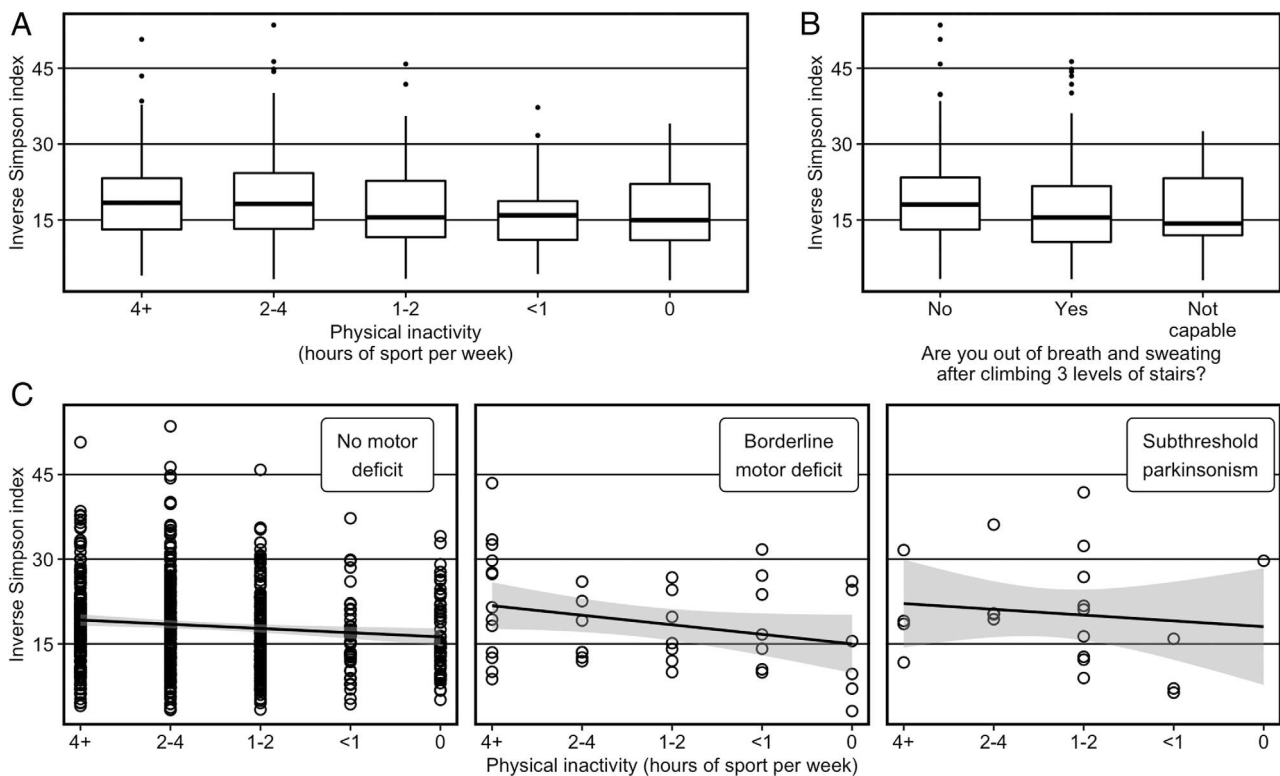 A
Inverse Simpson index
45
30
15
4+
2-4
1-2
<1
0
Physical inactivity
(hours of sport per week)
B
Inverse Simpson index
45
30
15
No
Yes
Not
capable
Are you out of breath and sweating
after climbing 3 levels of stairs?
C
Inverse Simpson index
45
30
15
No motor
deficit
4+
2-4
1-2
<1
0
Borderline
motor deficit
4+
2-4
1-2
<1
0
Subthreshold
parkinsonism
4+
2-4
1-2
<1
0
Physical inactivity (hours of sport per week)